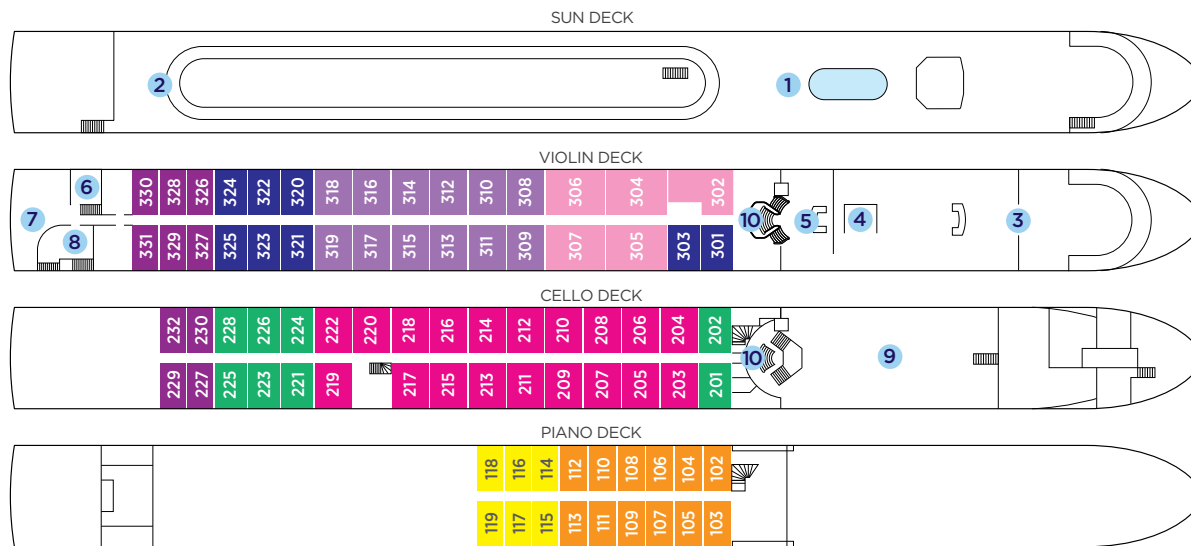 SUN DECK
2 1
VIOLIN DECK
330 328 326 324 322 320 318 316 314 312 310 308 306 304 302
6
7 10 5 4 3
8
331 329 327 325 323 321 319 317 315 313 311 309 307 305 303 301
CELLO DECK
232 230 228 226 224 222 220 218 216 214 212 210 208 206 204 202
10 9
229 227 225 223 221 219 217 215 213 211 209 207 205 203 201
PIANO DECK
118 116 114 112 110 108 106 104 102
119 117 115 113 111 109 107 105 103